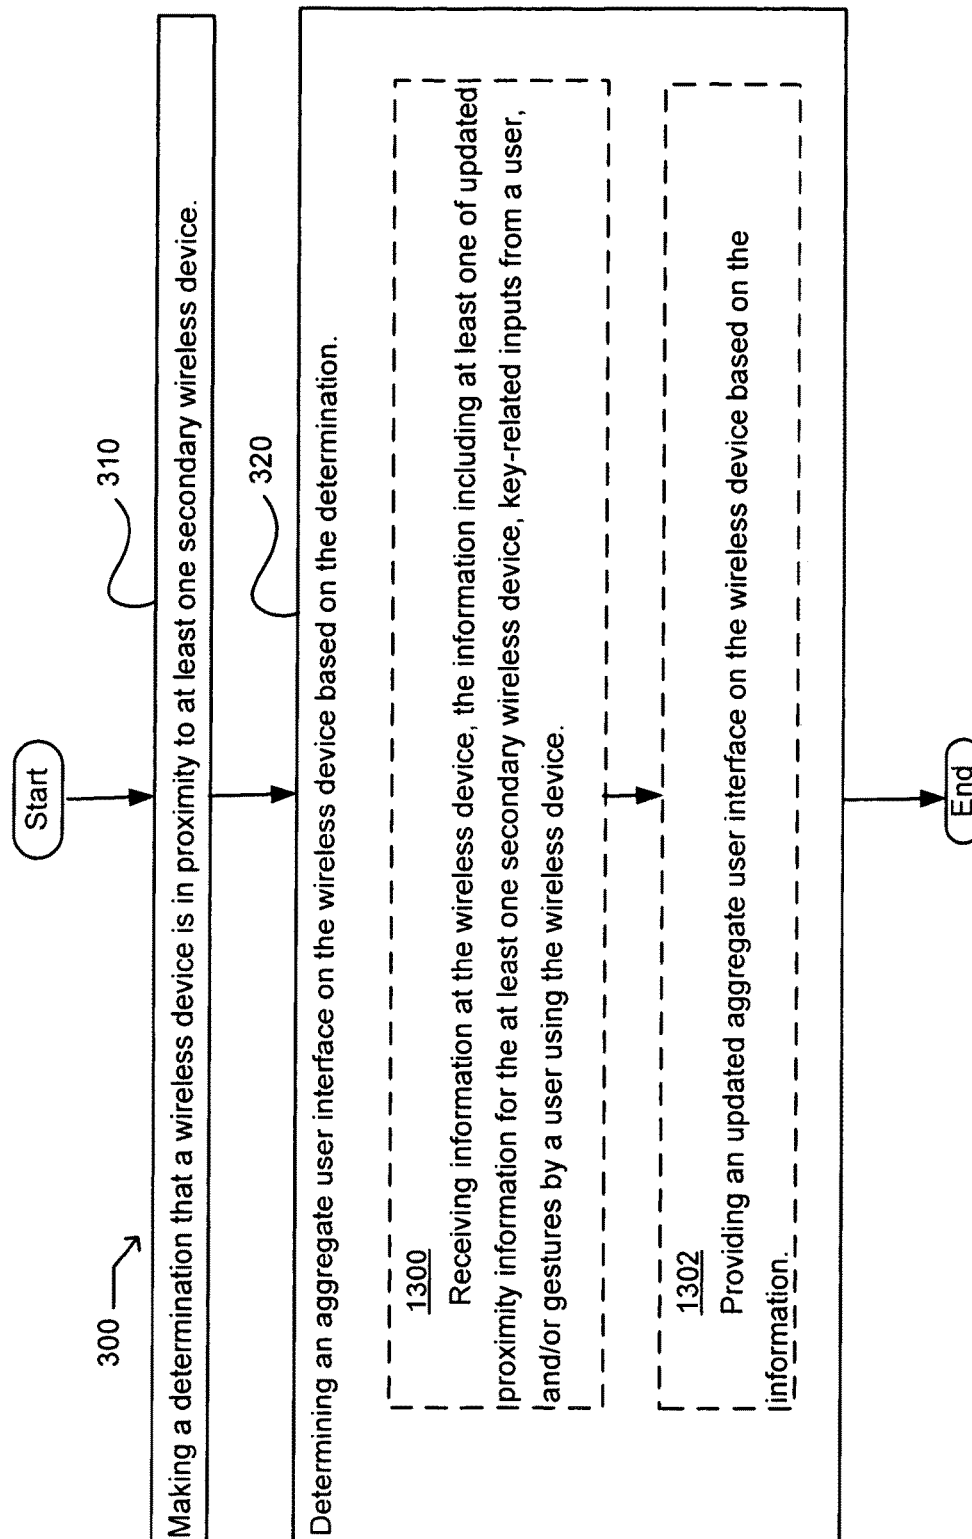 Start
300
310
Making a determination that a wireless device is in proximity to at least one secondary wireless device.
320
Determining an aggregate user interface on the wireless device based on the determination.
1300
Receiving information at the wireless device, the information including at least one of updated
proximity information for the at least one secondary wireless device, key-related inputs from a user,
and/or gestures by a user using the wireless device.
1302
Providing an updated aggregate user interface on the wireless device based on the
information.
End